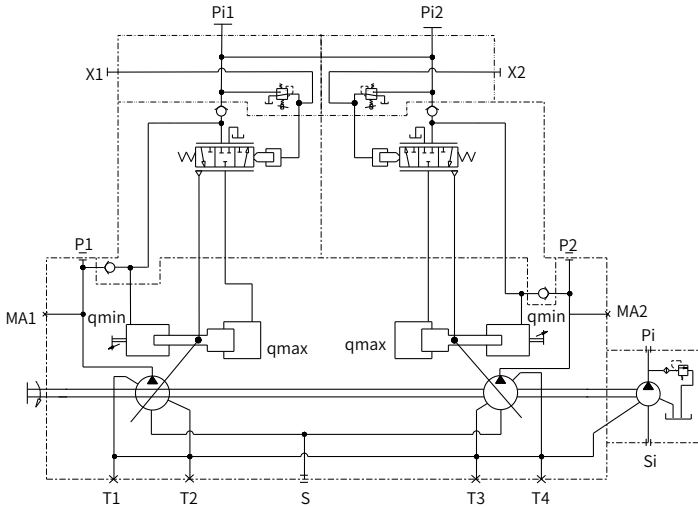 Pi1 Pi2
X1 X2
P1 P2
MA1 qmin qmin MA2
qmax qmax Pi
Si
T1 T2 S T3 T4